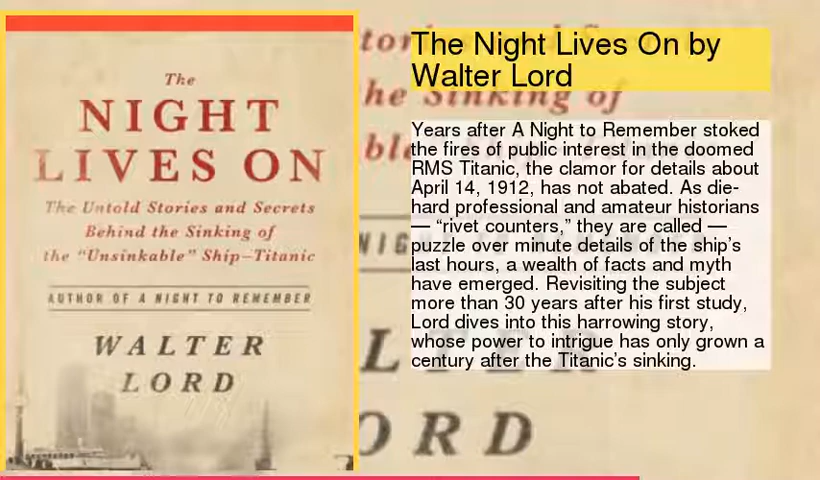 The
NIGHT
LIVES ON
The Untold Stories and Secrets
Behind the Sinking of
the “Unsinkable” Ship–Titanic
AUTHOR OF A NIGHT TO REMEMBER
WALTER
LORD
The Night Lives On by
Walter Lord
Years after A Night to Remember stoked
the fires of public interest in the doomed
RMS Titanic, the clamor for details about
April 14, 1912, has not abated. As die-
hard professional and amateur historians
— “rivet counters,” they are called —
puzzle over minute details of the ship’s
last hours, a wealth of facts and myth
have emerged. Revisiting the subject
more than 30 years after his first study,
Lord dives into this harrowing story,
whose power to intrigue has only grown a
century after the Titanic’s sinking.
he Sinking of
ORD